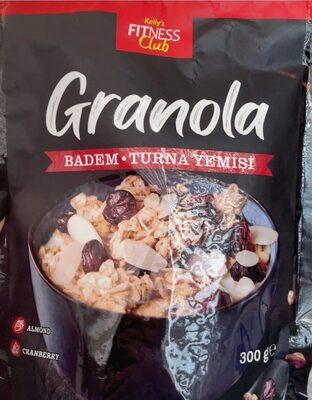 Kelly's
FITNESS
Club
Granola
BADEM • TURNA YEMİŞİ
ALMOND
CRANBERRY
300 g e